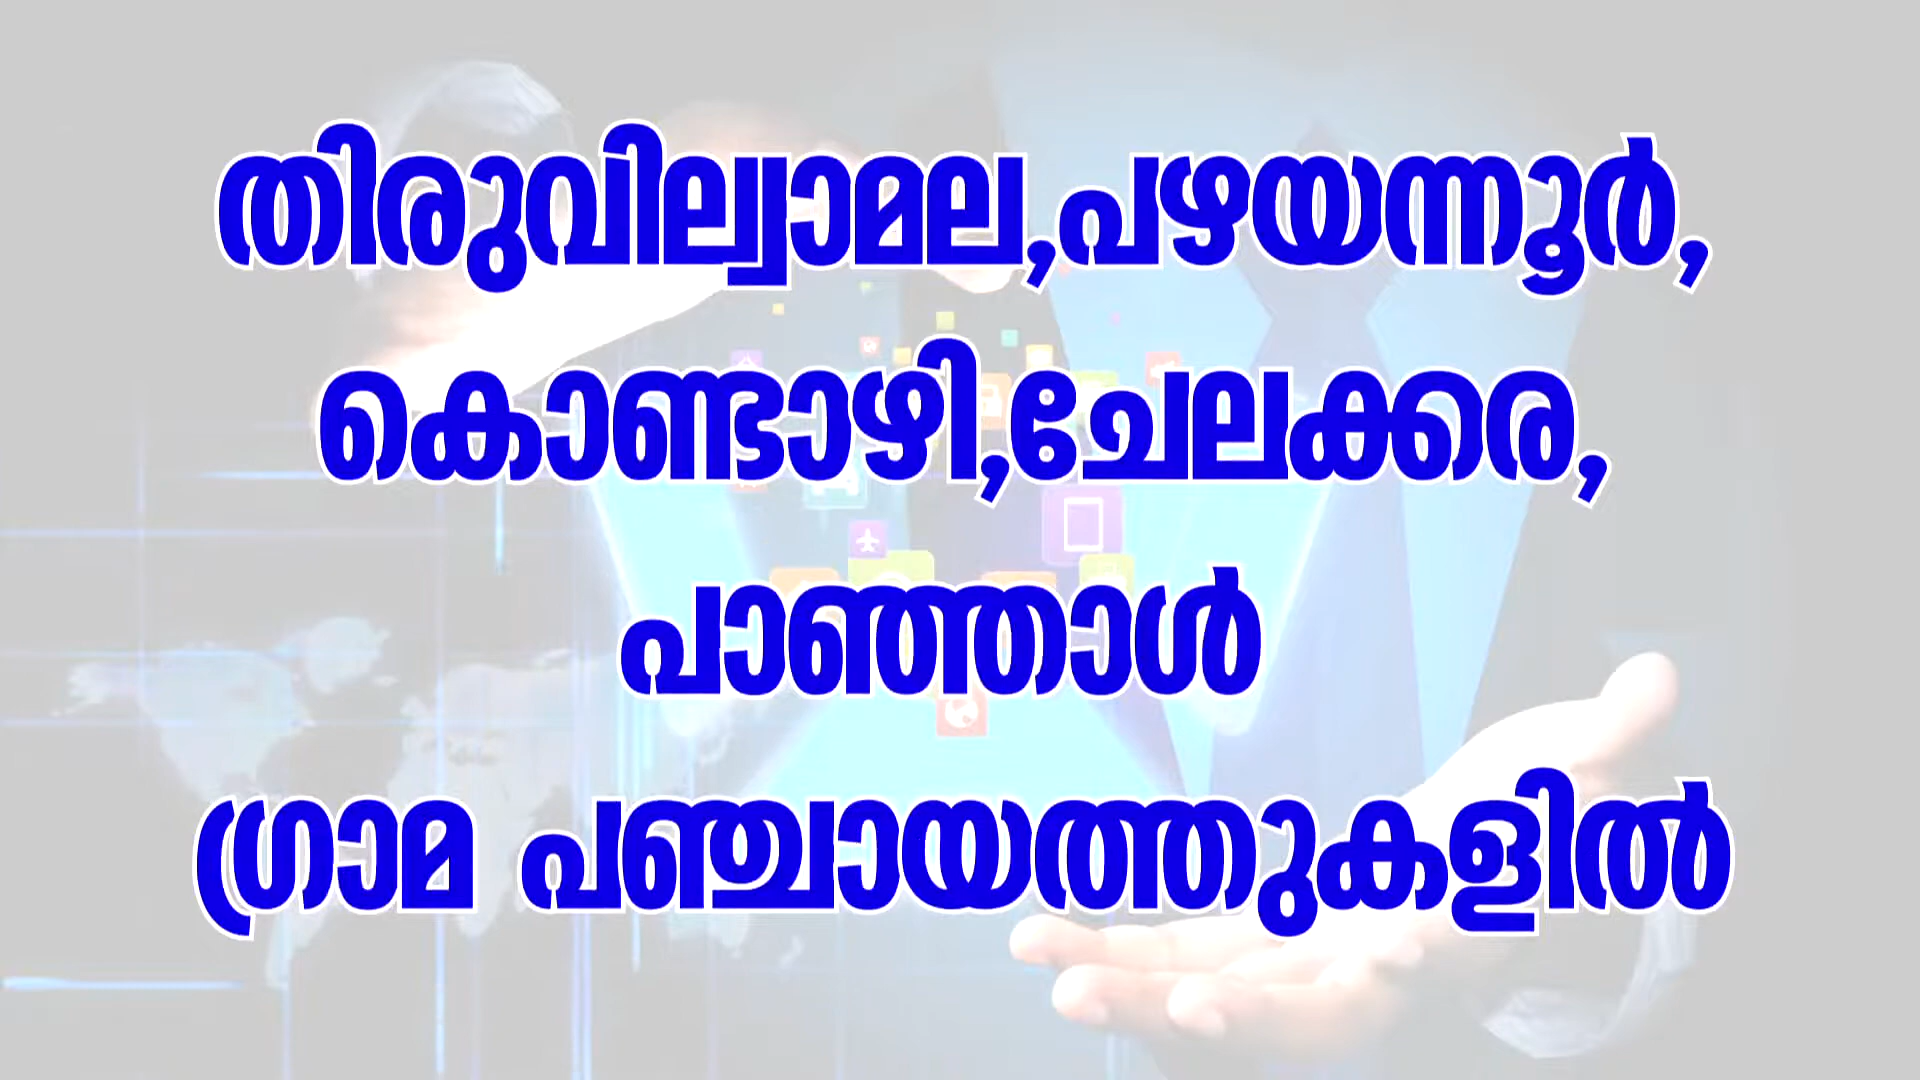 തിരുവില്വാമല,പഴയന്നൂർ,
കൊണ്ടാഴി,ചേലക്കര,
പാഞ്ഞാൾ
ഗ്രാമ പഞ്ചായത്തുകളിൽ